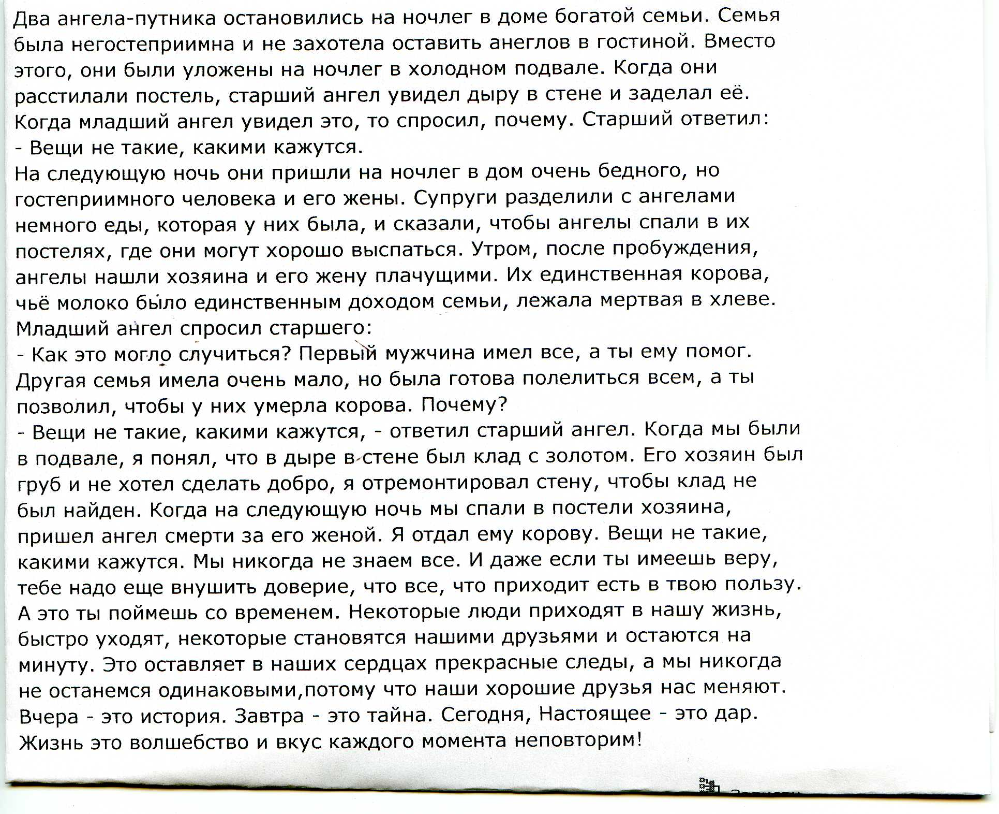 Два ангела-путника остановились на ночлег в доме богатой семьи. Семья
была негостеприимна и не захотела оставить анеглов в гостиной. Вместо
этого, они были уложены на ночлег в холодном подвале. Когда они
расстилали постель, старший ангел увидел дыру в стене и заделал её.
Когда младший ангел увидел это, то спросил, почему. Старший ответил:
- Вещи не такие, какими кажутся.
На следующую ночь они пришли на ночлег в дом очень бедного, но
гостеприимного человека и его жены. Супруги разделили с ангелами
немного еды, которая у них была, и сказали, чтобы ангелы спали в их
постелях, где они могут хорошо выспаться. Утром, после пробуждения,
ангелы нашли хозяина и его жену плачущими. Их единственная корова,
чьё молоко было единственным доходом семьи, лежала мертвая в хлеве.
Младший ангел спросил старшего:
- Как это могло случиться? Первый мужчина имел все, а ты ему помог.
Другая семья имела очень мало, но была готова полелиться всем, а ты
позволил, чтобы у них умерла корова. Почему?
- Вещи не такие, какими кажутся, - ответил старший ангел. Когда мы были
в подвале, я понял, что в дыре в стене был клад с золотом. Его хозяин был
груб и не хотел сделать добро, я отремонтировал стену, чтобы клад не
был найден. Когда на следующую ночь мы спали в постели хозяина,
пришел ангел смерти за его женой. Я отдал ему корову. Вещи не такие,
какими кажутся. Мы никогда не знаем все. И даже если ты имеешь веру,
тебе надо еще внушить доверие, что все, что приходит есть в твою пользу.
А это ты поймешь со временем. Некоторые люди приходят в нашу жизнь,
быстро уходят, некоторые становятся нашими друзьями и остаются на
минуту. Это оставляет в наших сердцах прекрасные следы, а мы никогда
не останемся одинаковыми,потому что наши хорошие друзья нас меняют.
Вчера - это история. Завтра - это тайна. Сегодня, Настоящее - это дар.
Жизнь это волшебство и вкус каждого момента неповторим!